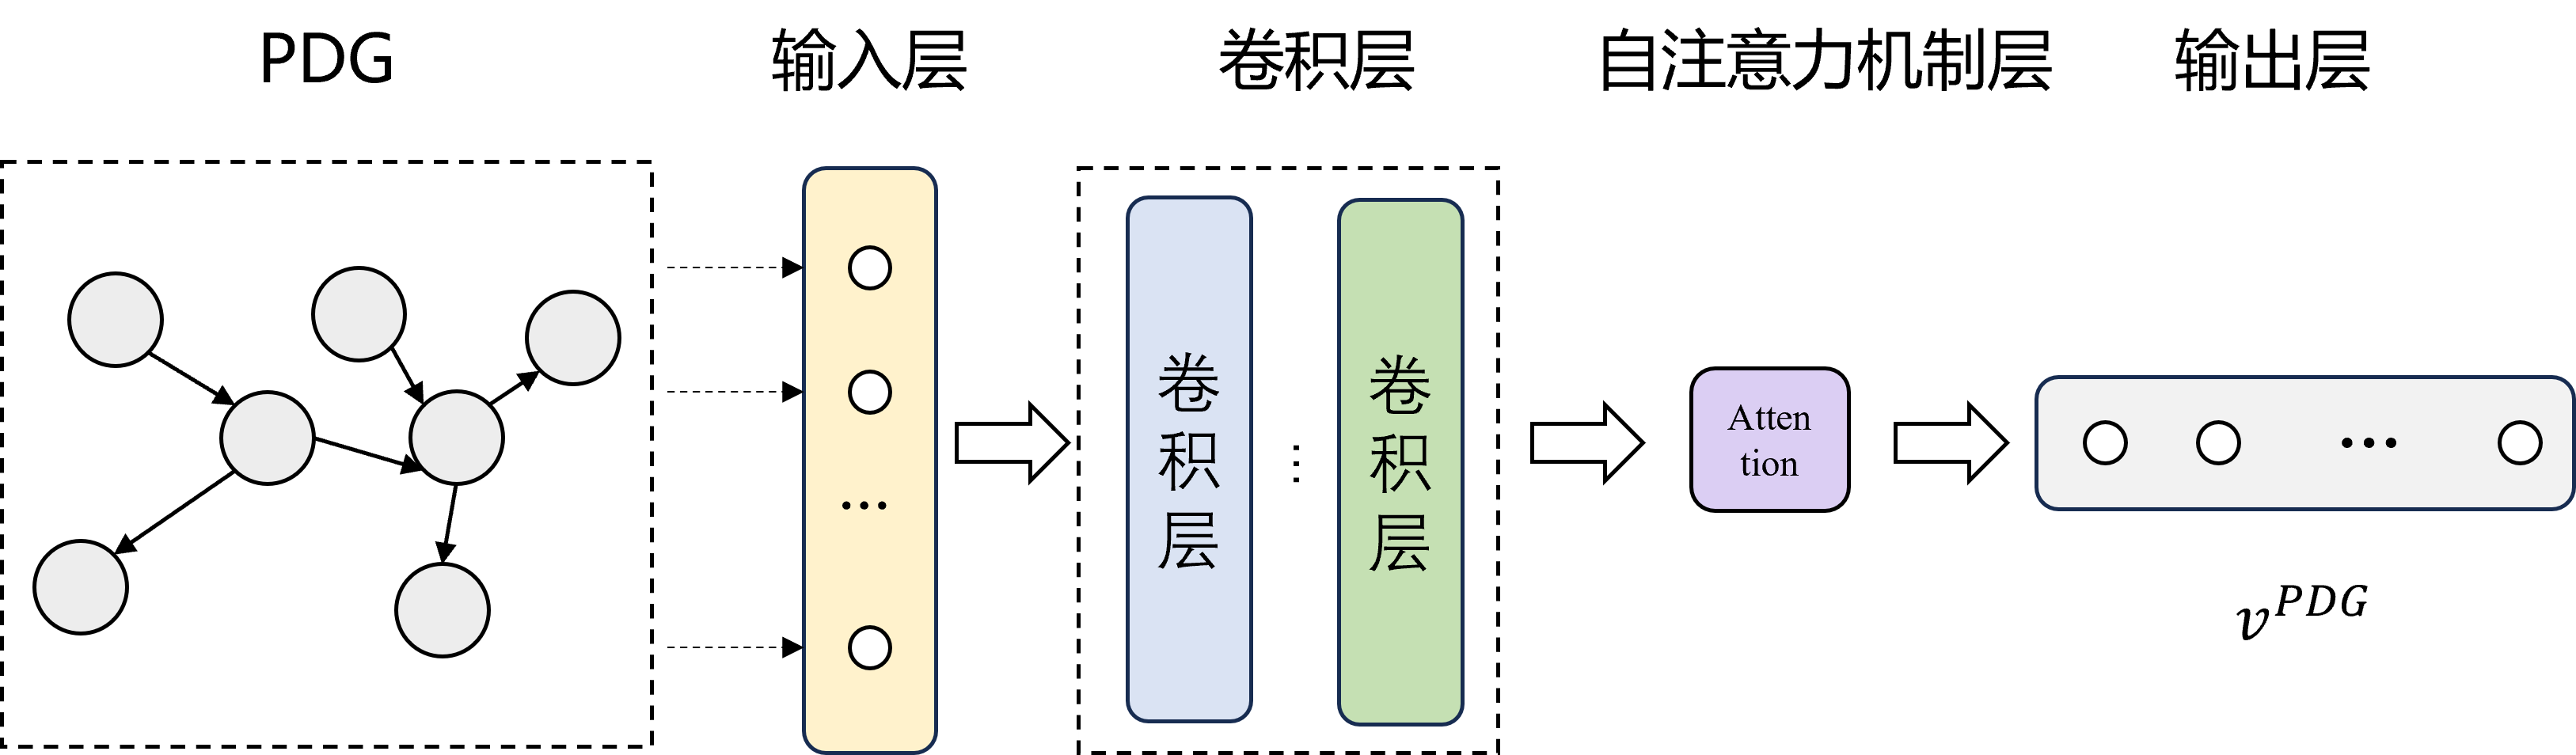 PDG
输入层
卷积层
自注意力机制层
输出层
...
卷积层
...
卷积层
Atten
tion
...
v^PDG